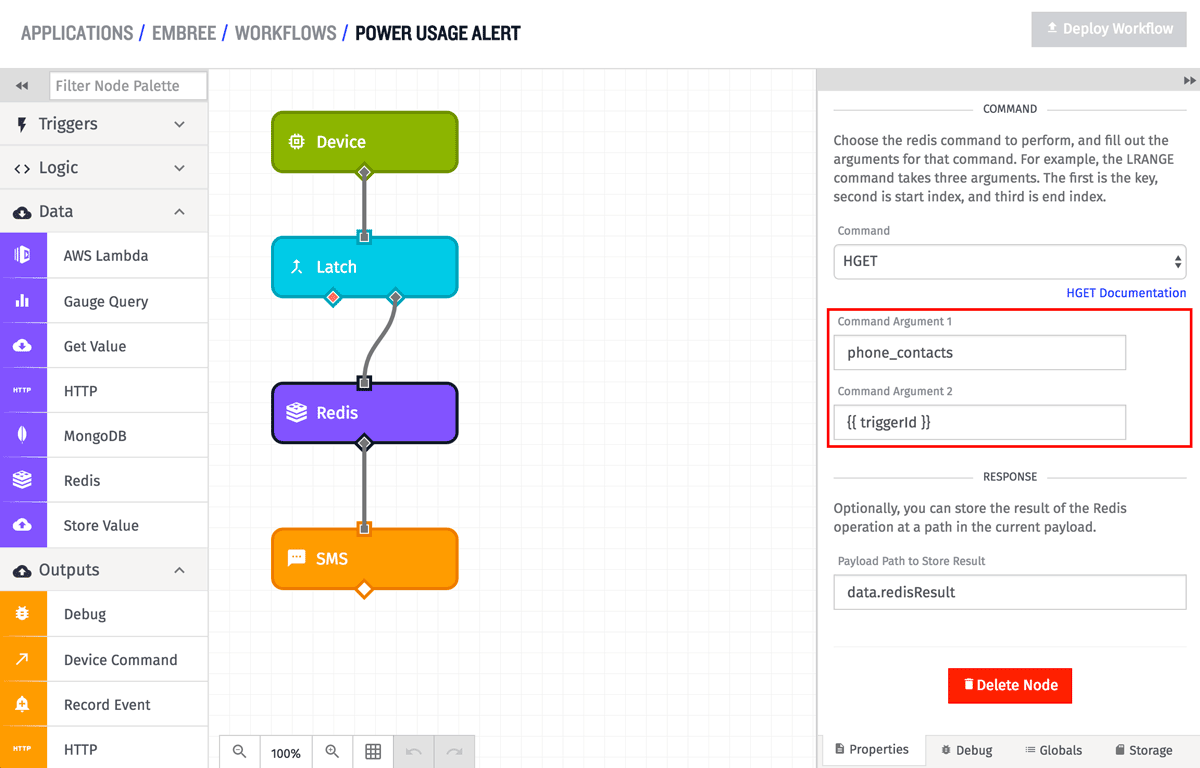 APPLICATIONS / EMBREE / WORKFLOWS / POWER USAGE ALERT
Deploy Workflow
Filter Node Palette
Triggers
Logic
Data
AWS Lambda
Gauge Query
Get Value
HTTP
HTTP
MongoDB
Redis
Store Value
Outputs
Debug
Device Command
Record Event
HTTP
HTTP
Device
Latch
Redis
SMS
100%
COMMAND
Choose the redis command to perform, and fill out the
arguments for that command. For example, the LRANGE
command takes three arguments. The first is the key,
second is start index, and third is end index.
Command
HGET
HGET Documentation
Command Argument 1
phone_contacts
Command Argument 2
{{ triggerId }}
RESPONSE
Optionally, you can store the result of the Redis
operation at a path in the current payload.
Payload Path to Store Result
data.redisResult
Delete Node
Properties
Debug
Globals
Storage